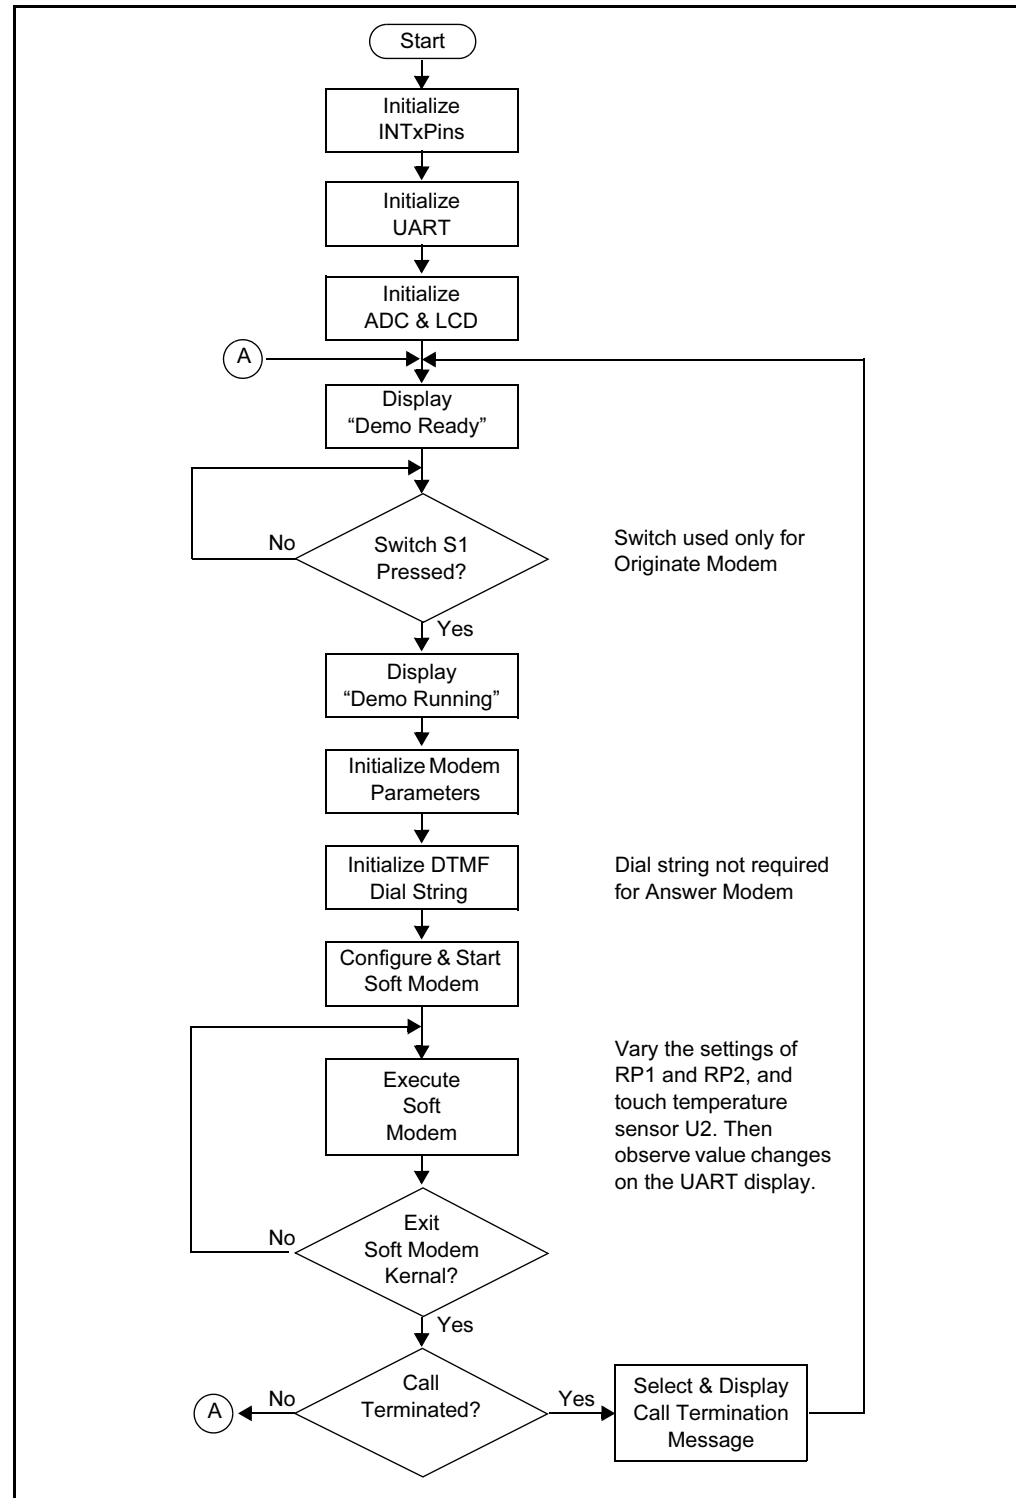 Start
Initialize
INTxPins
Initialize
UART
Initialize
ADC & LCD
A
Display
“Demo Ready”
No
Switch S1
Pressed?
Switch used only for
Originate Modem
Yes
Display
“Demo Running”
Initialize Modem
Parameters
Initialize DTMF
Dial String
Dial string not required
for Answer Modem
Configure & Start
Soft Modem
Execute
Soft
Modem
Vary the settings of
RP1 and RP2, and
touch temperature
sensor U2. Then
observe value changes
on the UART display.
No
Exit
Soft Modem
Kernal?
Yes
A
No
Call
Terminated?
Yes
Select & Display
Call Termination
Message